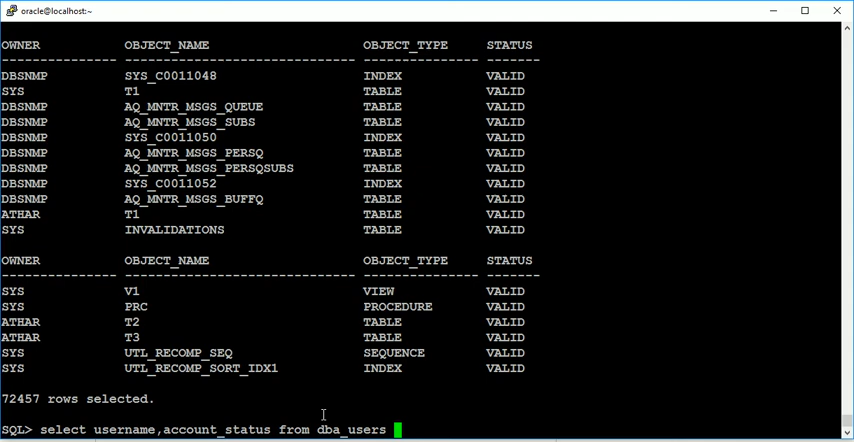 oracle@localhost:~
OWNER OBJECT_NAME OBJECT_TYPE STATUS
--------------- ------------------------------ --------------- -------
DBSNMP SYS_C0011048 INDEX VALID
SYS T1 TABLE VALID
DBSNMP AQ_MNTR_MSGS_QUEUE TABLE VALID
DBSNMP AQ_MNTR_MSGS_SUBS TABLE VALID
DBSNMP SYS_C0011050 INDEX VALID
DBSNMP AQ_MNTR_MSGS_PERSQ TABLE VALID
DBSNMP AQ_MNTR_MSGS_PERSQSUBS TABLE VALID
DBSNMP SYS_C0011052 INDEX VALID
DBSNMP AQ_MNTR_MSGS_BUFFQ TABLE VALID
ATHAR T1 TABLE VALID
SYS INVALIDATIONS TABLE VALID
OWNER OBJECT_NAME OBJECT_TYPE STATUS
--------------- ------------------------------ --------------- -------
SYS V1 VIEW VALID
SYS PRC PROCEDURE VALID
ATHAR T2 TABLE VALID
ATHAR T3 TABLE VALID
SYS UTL_RECOMP_SEQ SEQUENCE VALID
SYS UTL_RECOMP_SORT_IDX1 INDEX VALID
72457 rows selected.
SQL> select username,account_status from dba_users